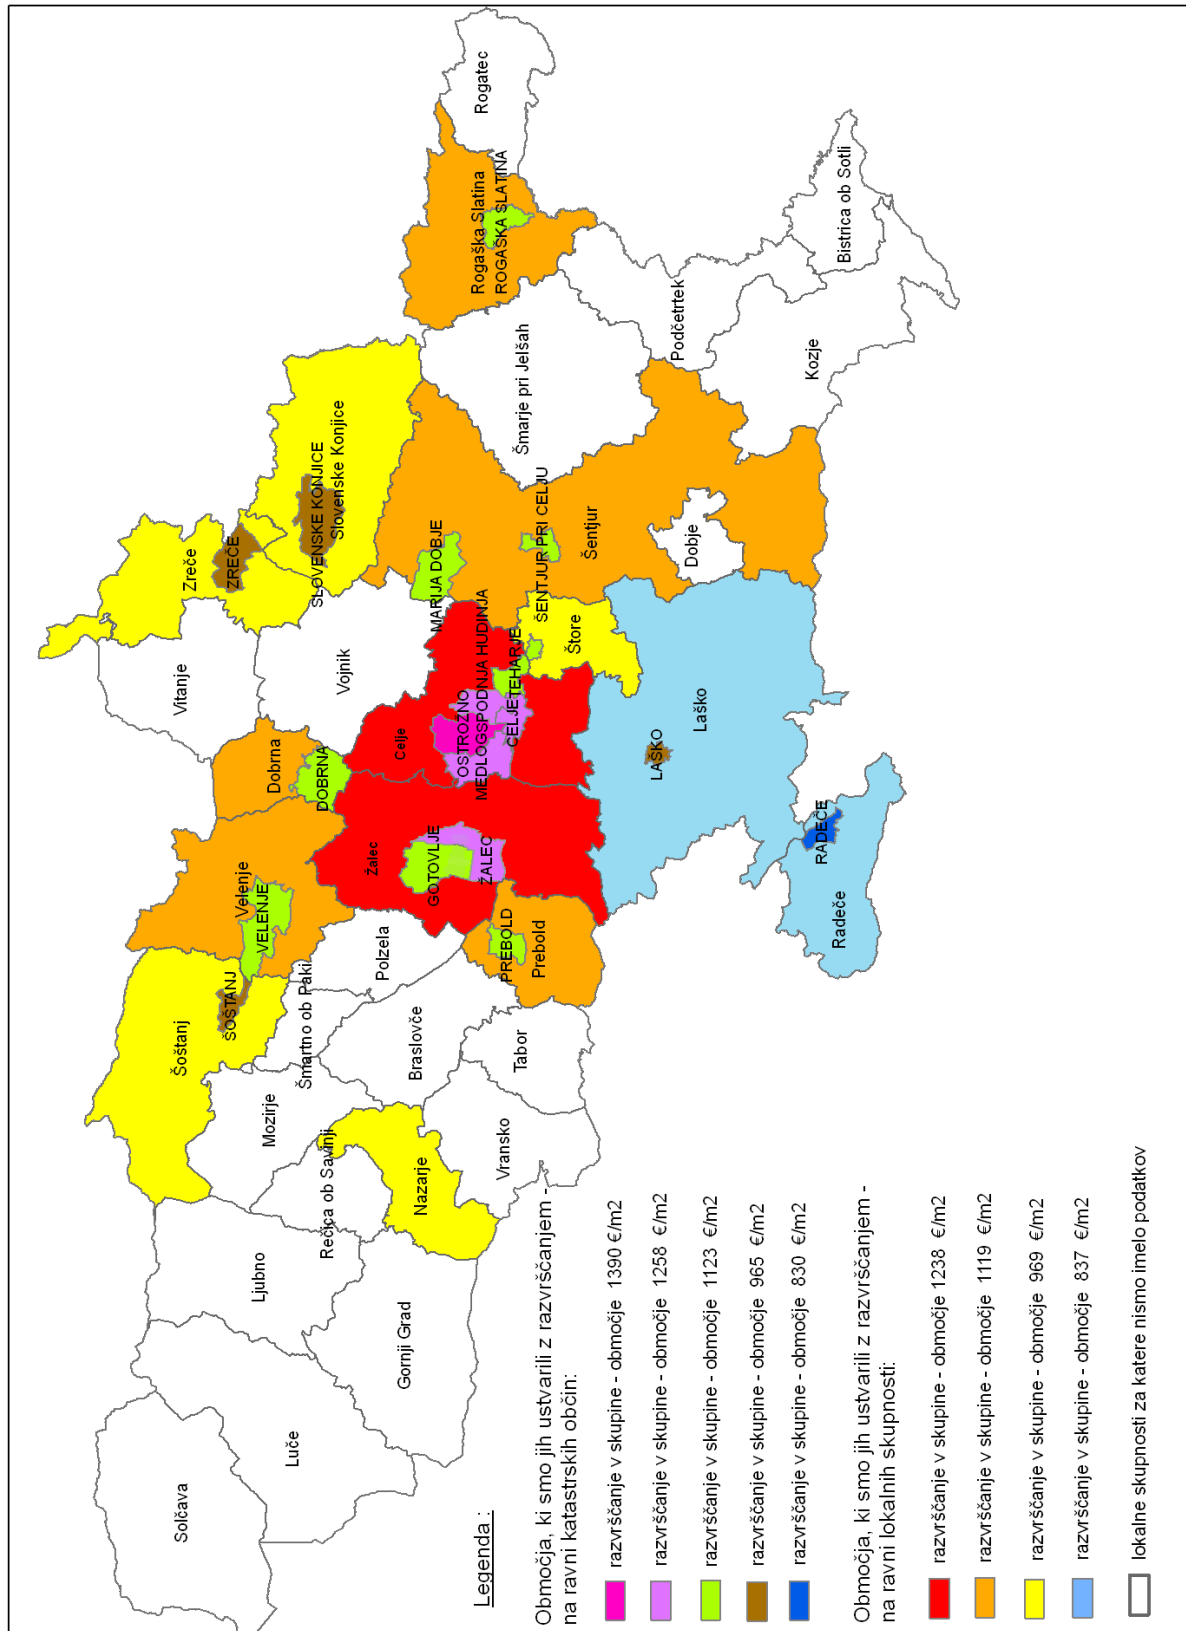 Solčava
Luče
Ljubno
Gornji Grad
Rečica ob Savinji
Nazarje
Mozirje
Šmartno ob Paki
Šoštanj
ŠOŠTANJ
Braslovče
Polzela
Vransko
Tabor
Velenje
VELENJE
Dobrna
DOBRNA
Prebold
PREBOLD
Žalec
GOTOVLJE
ŽALEC
Celje
OSTROŽNO
MEDLOG
SPODNJA HUDINJA
CELJE
TEHARJE
Vitanje
Vojnik
Zreče
ZREČE
SLOVENSKE KONJICE
Slovenske Konjice
MARIJA DOBJE
ŠENTJUR PRI CELJU
Šentjur
Štore
Dobje
Laško
LAŠKO
Radeče
RADEČE
Šmarje pri Jelšah
Rogaška Slatina
ROGAŠKA SLATINA
Rogatec
Podčetrtek
Kozje
Bistrica ob Sotli
Legenda :
Območja, ki smo jih ustvarili z razvrščanjem -
na ravni katastrskih občin:
razvrščanje v skupine - območje 1390 €/m2
razvrščanje v skupine - območje 1258 €/m2
razvrščanje v skupine - območje 1123 €/m2
razvrščanje v skupine - območje 965 €/m2
razvrščanje v skupine - območje 830 €/m2
Območja, ki smo jih ustvarili z razvrščanjem -
na ravni lokalnih skupnosti:
razvrščanje v skupine - območje 1238 €/m2
razvrščanje v skupine - območje 1119 €/m2
razvrščanje v skupine - območje 969 €/m2
razvrščanje v skupine - območje 837 €/m2
lokalne skupnosti za katere nismo imelo podatkov